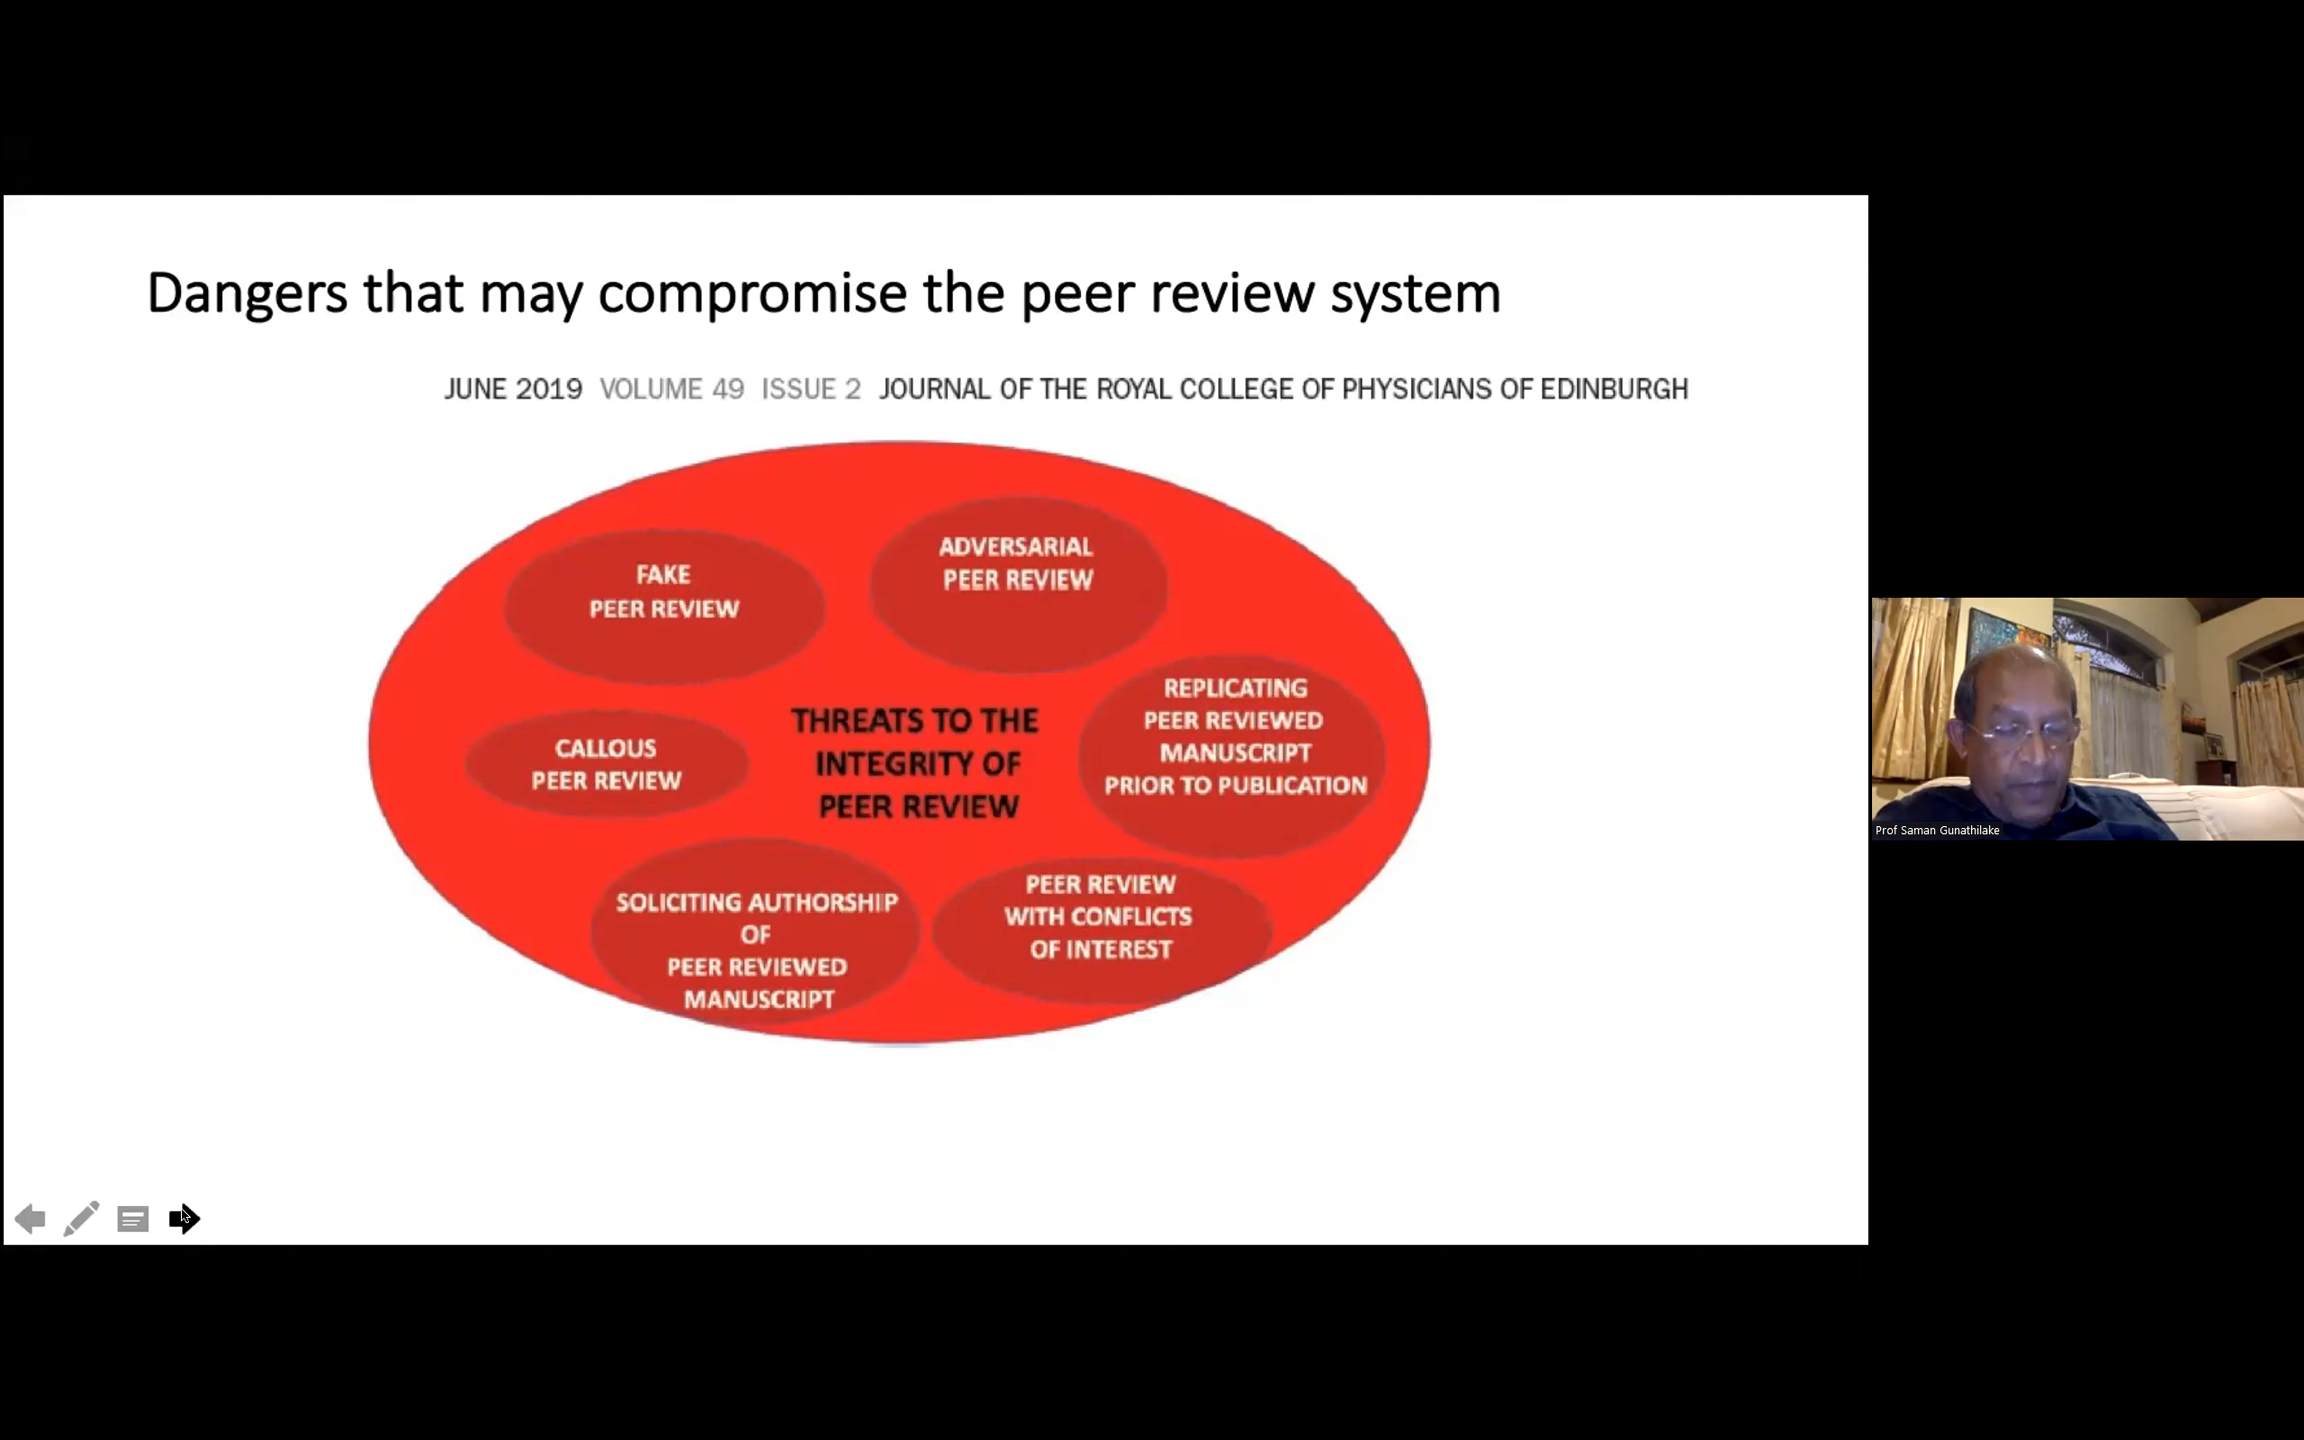 Dangers that may compromise the peer review system
JUNE 2019 VOLUME 49 ISSUE 2 JOURNAL OF THE ROYAL COLLEGE OF PHYSICIANS OF EDINBURGH
FAKE
PEER REVIEW
ADVERSARIAL
PEER REVIEW
REPLICATING
PEER REVIEWED
MANUSCRIPT
PRIOR TO PUBLICATION
THREATS TO THE
INTEGRITY OF
PEER REVIEW
CALLOUS
PEER REVIEW
SOLICITING AUTHORSHIP
OF
PEER REVIEWED
MANUSCRIPT
PEER REVIEW
WITH CONFLICTS
OF INTEREST
Prof Saman Gunathilake